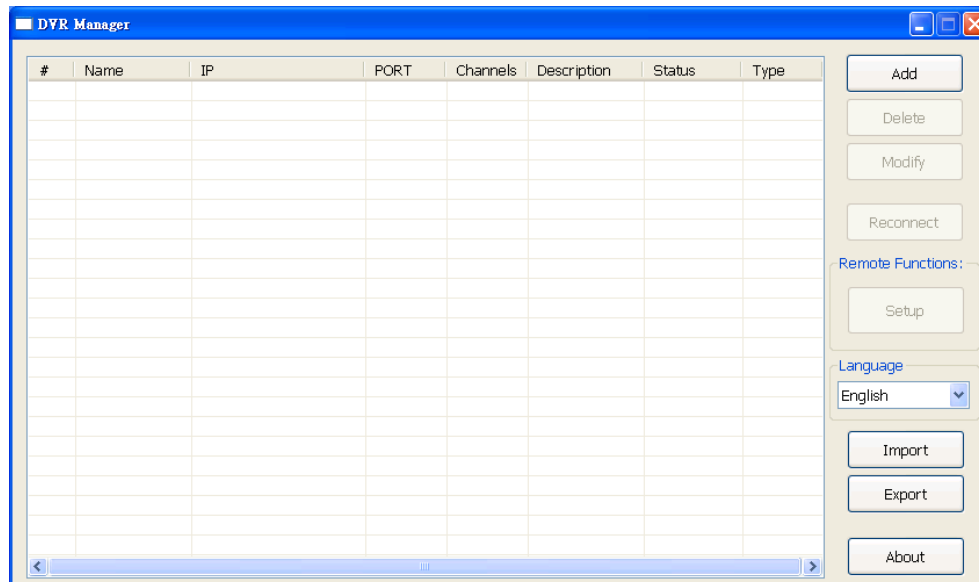 DVR Manager
# Name IP PORT Channels Description Status Type
Add
Delete
Modify
Reconnect
Remote Functions:
Setup
Language
English
Import
Export
About